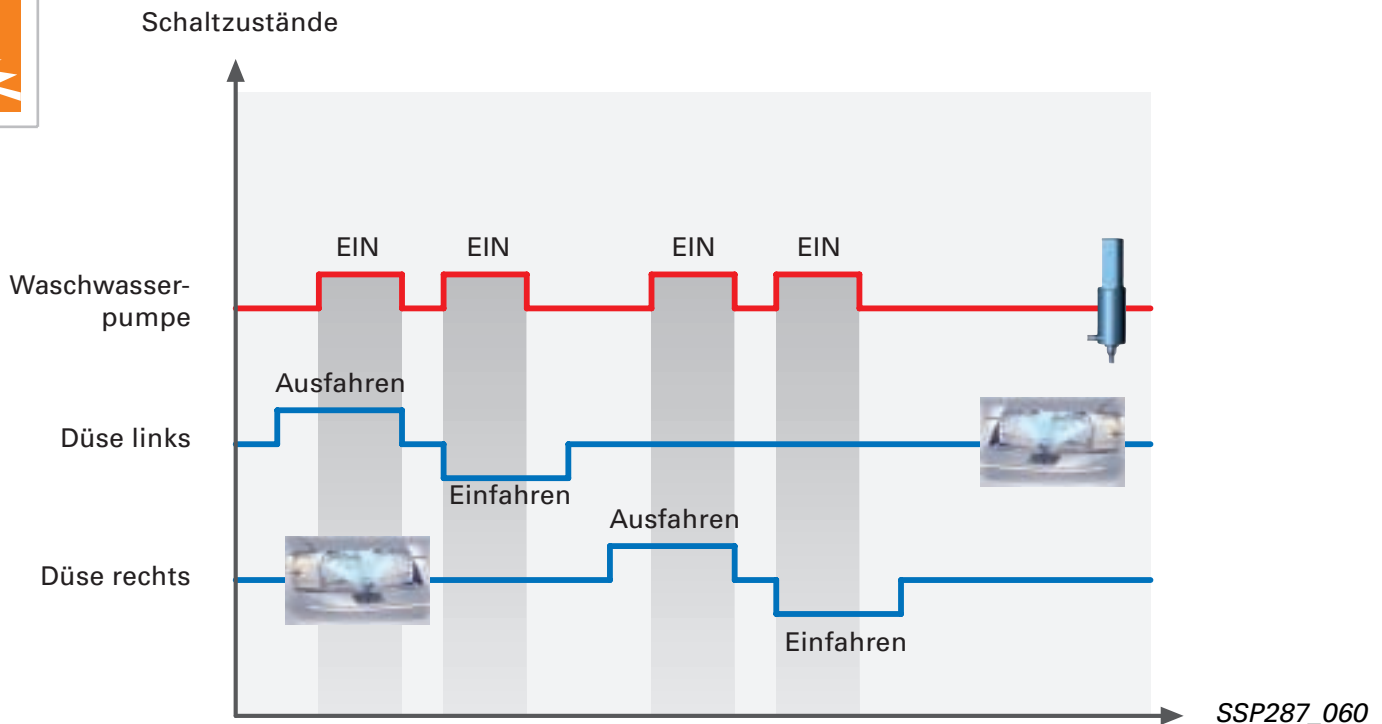 Schaltzustände
EIN EIN EIN EIN
Waschwasser-
pumpe
Ausfahren
Düse links
Einfahren
Ausfahren
Düse rechts
Einfahren
SSP287_060